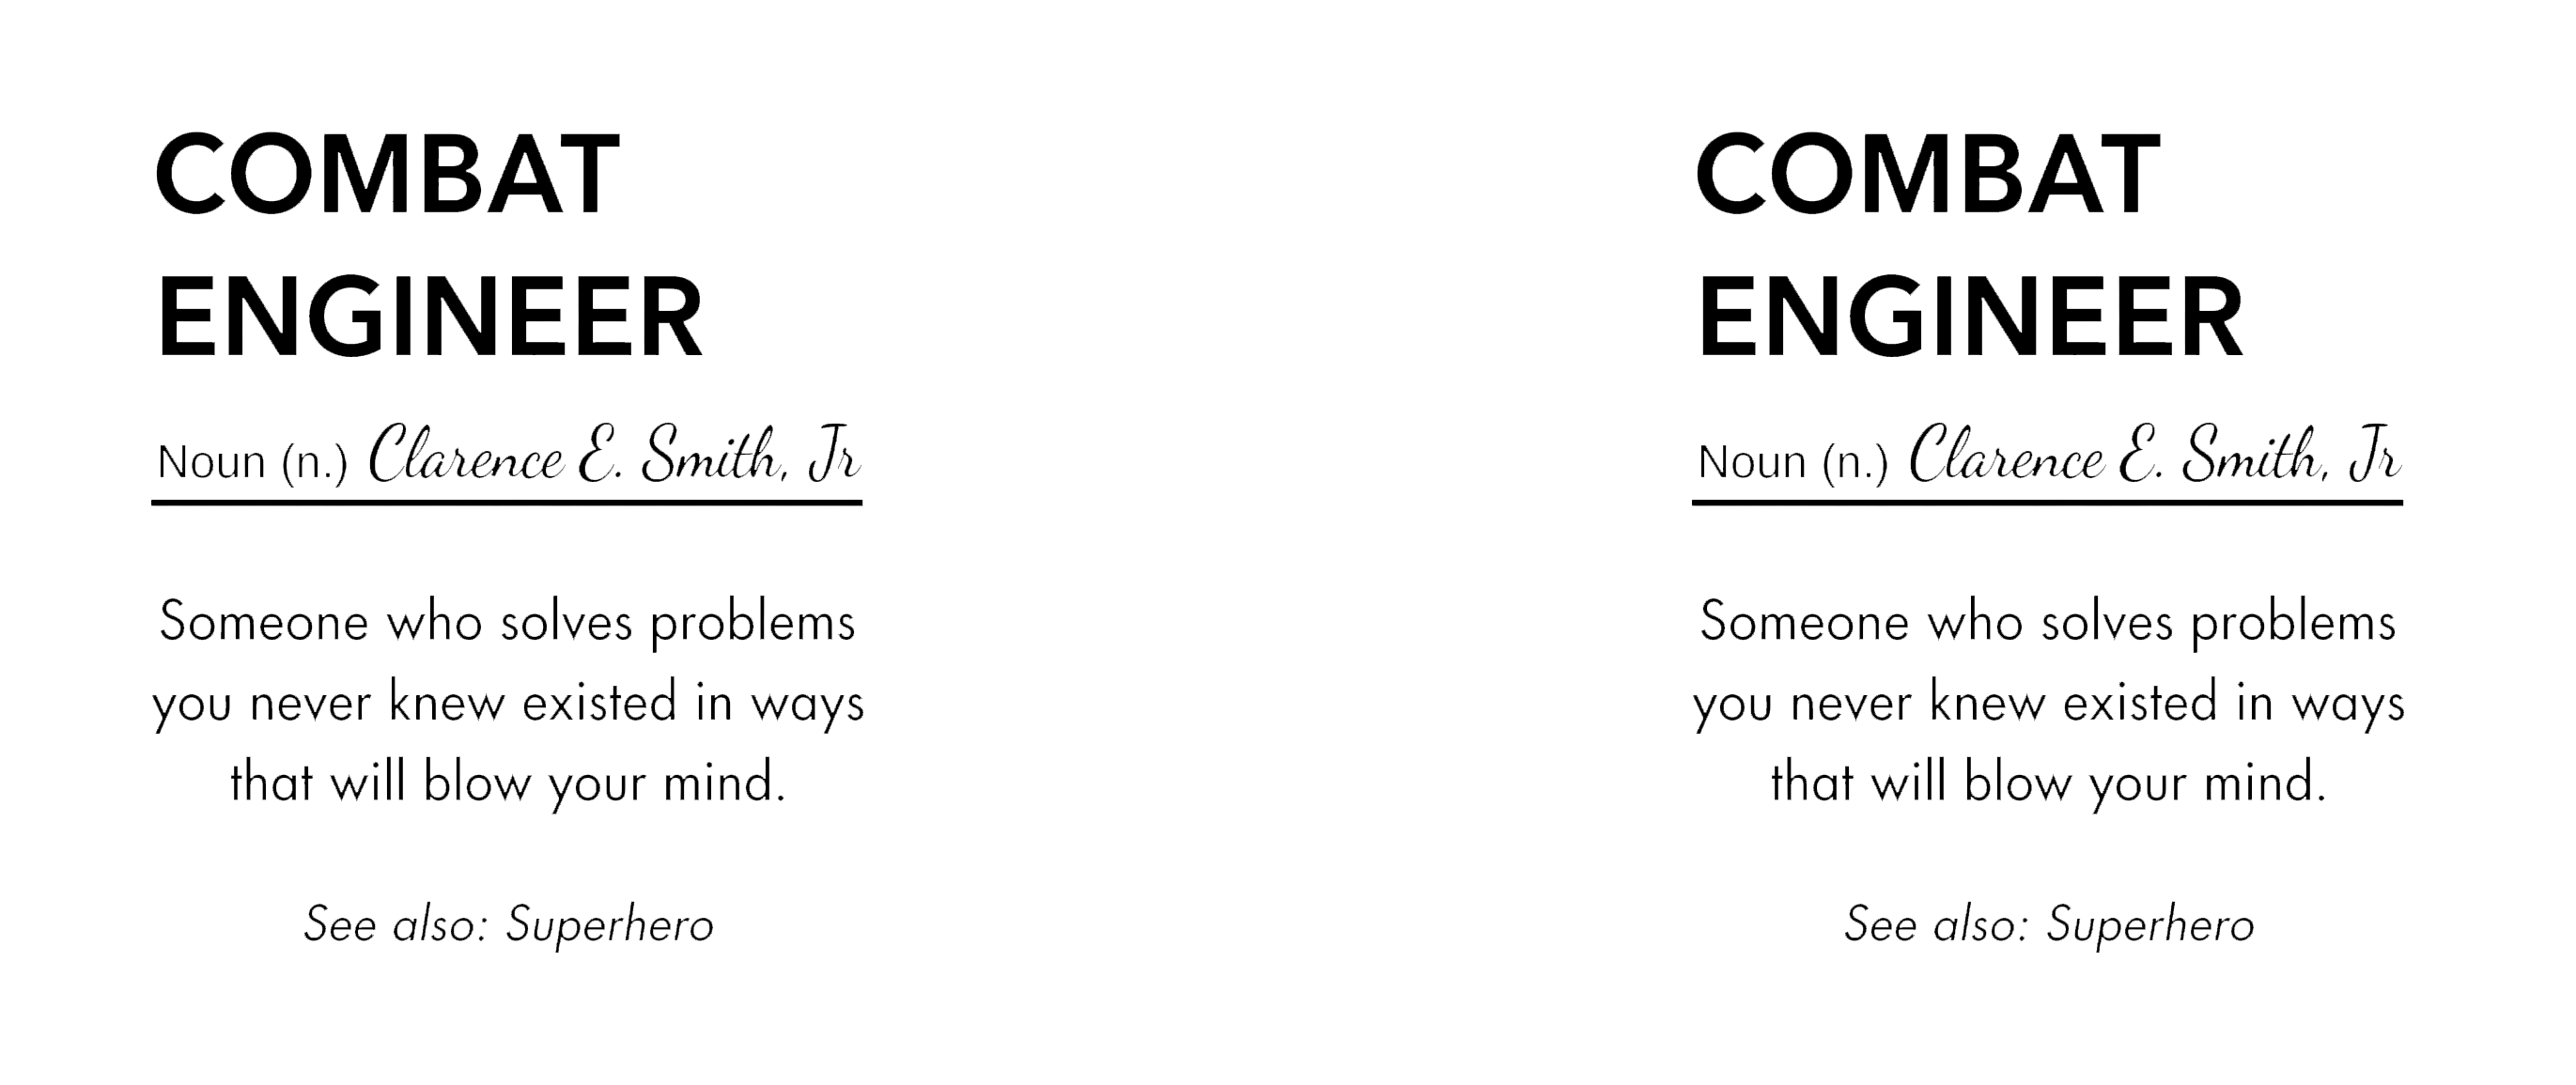 COMBAT
ENGINEER
Noun (n.) Clarence E. Smith, Jr
Someone who solves problems
you never knew existed in ways
that will blow your mind.
See also: Superhero
COMBAT
ENGINEER
Noun (n.) Clarence E. Smith, Jr
Someone who solves problems
you never knew existed in ways
that will blow your mind.
See also: Superhero